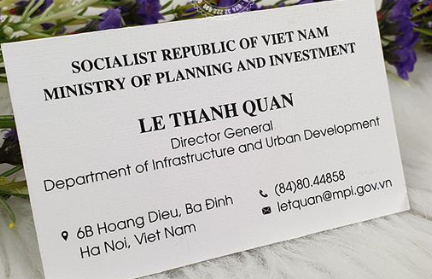 SOCIALIST REPUBLIC OF VIET NAM
MINISTRY OF PLANNING AND INVESTMENT
LE THANH QUAN
Director General
Department of Infrastructure and Urban Development
6B Hoang Dieu, Ba Đinh
Ha Noi, Viet Nam
(84)80.44858
letquan@mpi.gov.vn